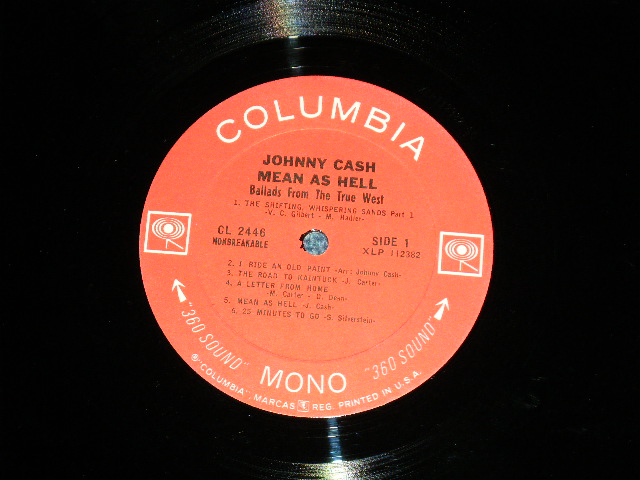 COLUMBIA
JOHNNY CASH
MEAN AS HELL
Ballads From The True West
1. THE SHIFTING, WHISPERING SANDS Part 1
-V. C. Gilbert - M. Hadler-
CL 2446
NONBREAKABLE
SIDE 1
XLP 112382
2. I RIDE AN OLD PAINT -Arr: Johnny Cash-
3. THE ROAD TO KAINTUCK -J. Carter-
4. A LETTER FROM HOME
-M. Carter - D. Dean-
5. MEAN AS HELL -J. Cash-
6. 25 MINUTES TO GO -S. Silverstein-
"360 SOUND"
MONO
"360 SOUND"
® "COLUMBIA", MARCAS T REG. PRINTED IN U.S.A.